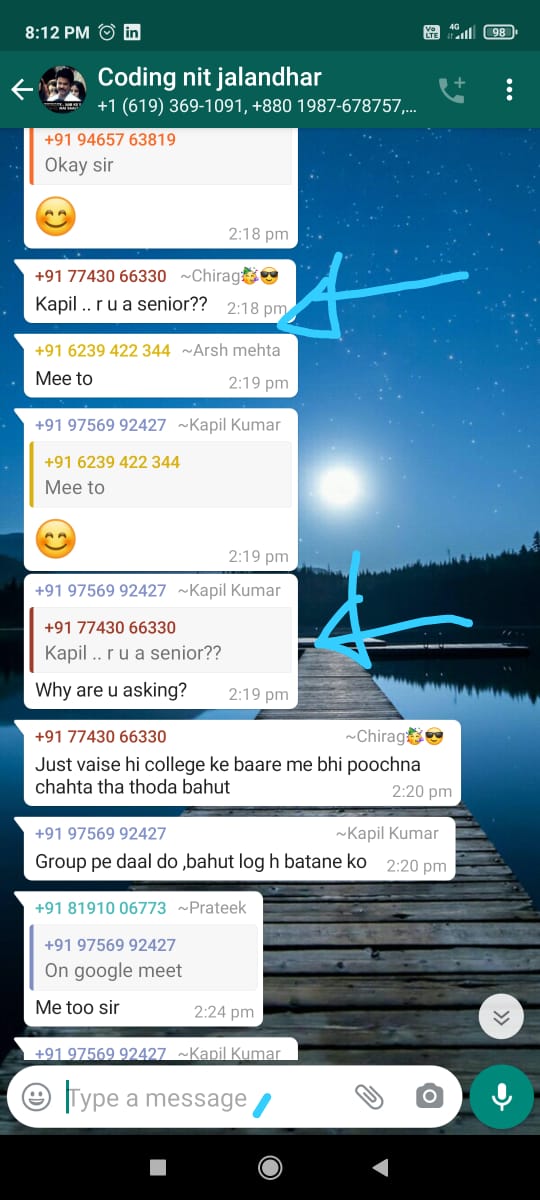 8:12 PM
Vo LTE 4G 98
Coding nit jalandhar
+1 (619) 369-1091, +880 1987-678757,...
+91 94657 63819
Okay sir
😊
2:18 pm
+91 77430 66330 ~Chirag🥳😎
Kapil .. r u a senior?? 2:18 pm
+91 6239 422 344 ~Arsh mehta
Mee to 2:19 pm
+91 97569 92427 ~Kapil Kumar
+91 6239 422 344
Mee to
😊
2:19 pm
+91 97569 92427 ~Kapil Kumar
+91 77430 66330
Kapil .. r u a senior??
Why are u asking? 2:19 pm
+91 77430 66330 ~Chirag🥳😎
Just vaise hi college ke baare me bhi poochna
chahta tha thoda bahut 2:20 pm
+91 97569 92427 ~Kapil Kumar
Group pe daal do ,bahut log h batane ko 2:20 pm
+91 81910 06773 ~Prateek
+91 97569 92427
On google meet
Me too sir 2:24 pm
+91 97569 92427 ~Kapil Kumar
Type a message